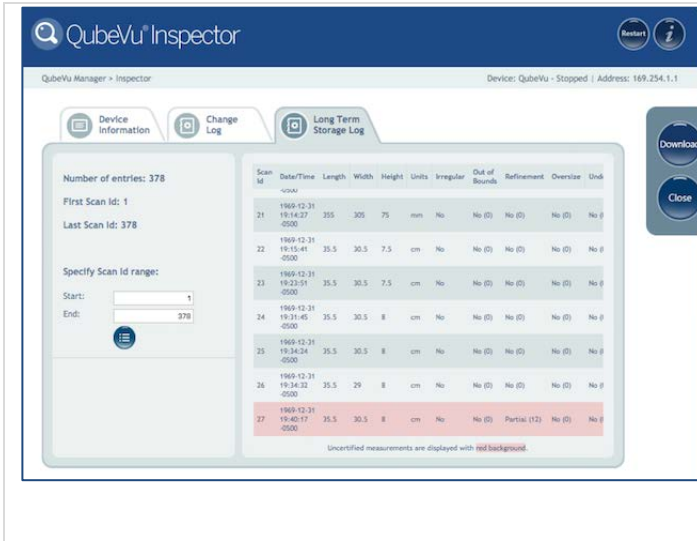 QubeVu® Inspector
Restart
i
QubeVu Manager > Inspector
Device: QubeVu - Stopped | Address: 169.254.1.1
Device Information
Change Log
Long Term Storage Log
Download
Close
Number of entries: 378
First Scan Id: 1
Last Scan Id: 378
Specify Scan Id range:
Start: 1
End: 378
Scan Id Date/Time Length Width Height Units Irregular Out of Bounds Refinement Oversize Unde
-0500
21 1969-12-31 19:14:27 -0500 355 305 75 mm No No (0) No (0) No (0) No (
22 1969-12-31 19:15:41 -0500 35.5 30.5 7.5 cm No No (0) No (0) No (0) No (
23 1969-12-31 19:23:51 -0500 35.5 30.5 7.5 cm No No (0) No (0) No (0) No (
24 1969-12-31 19:31:45 -0500 35.5 30.5 8 cm No No (0) No (0) No (0) No (
25 1969-12-31 19:34:24 -0500 35.5 30.5 8 cm No No (0) No (0) No (0) No (
26 1969-12-31 19:34:32 -0500 35.5 29 8 cm No No (0) No (0) No (0) No (
27 1969-12-31 19:40:17 -0500 35.5 30.5 8 cm No No (0) Partial (12) No (0) No (
Uncertified measurements are displayed with red background.